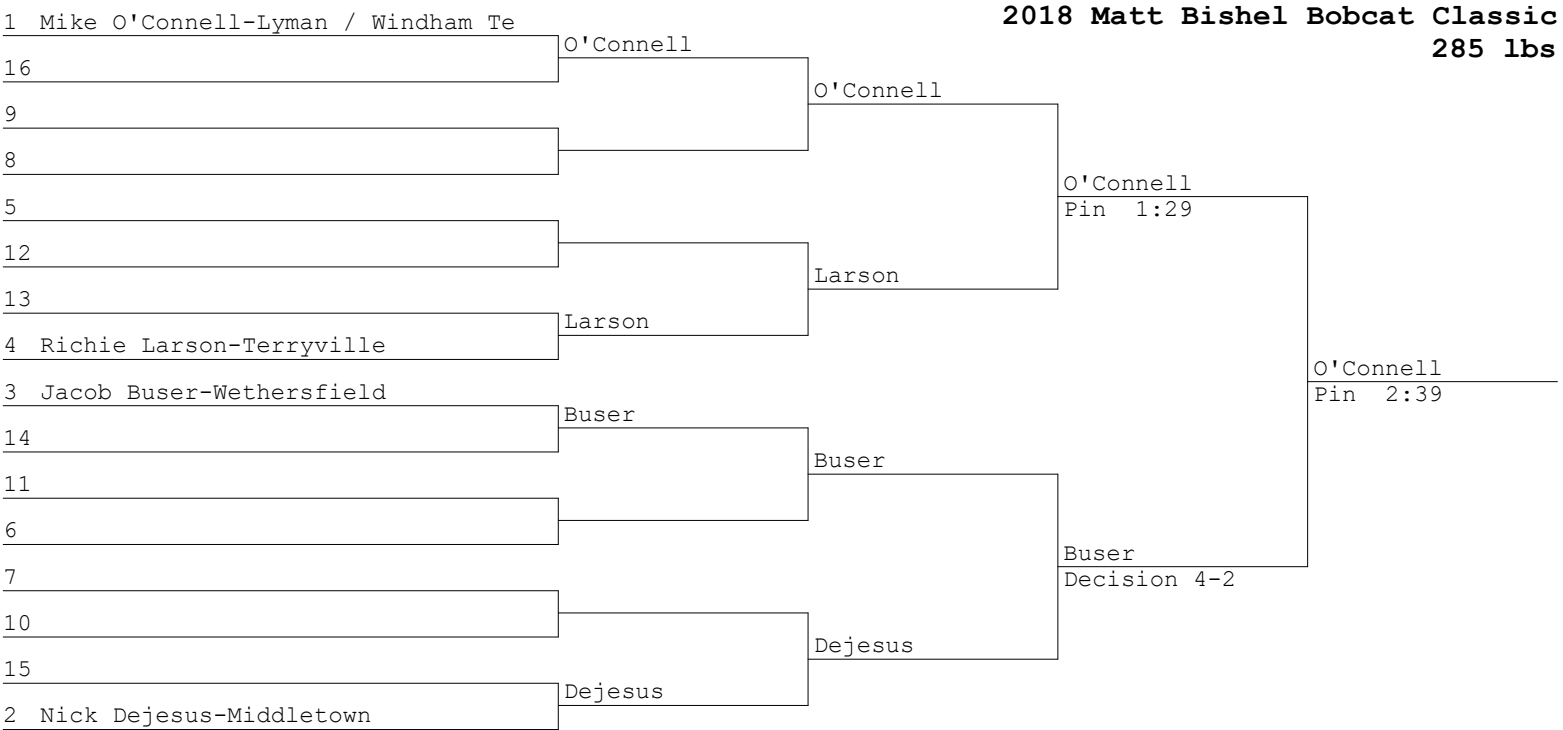 2018 Matt Bishel Bobcat Classic
285 lbs
1 Mike O'Connell-Lyman / Windham Te
16
9
8
5
12
13
4 Richie Larson-Terryville
3 Jacob Buser-Wethersfield
14
11
6
7
10
15
2 Nick Dejesus-Middletown
O'Connell
Larson
Buser
Dejesus
O'Connell
Larson
Buser
Dejesus
O'Connell
Pin 1:29
Buser
Decision 4-2
O'Connell
Pin 2:39